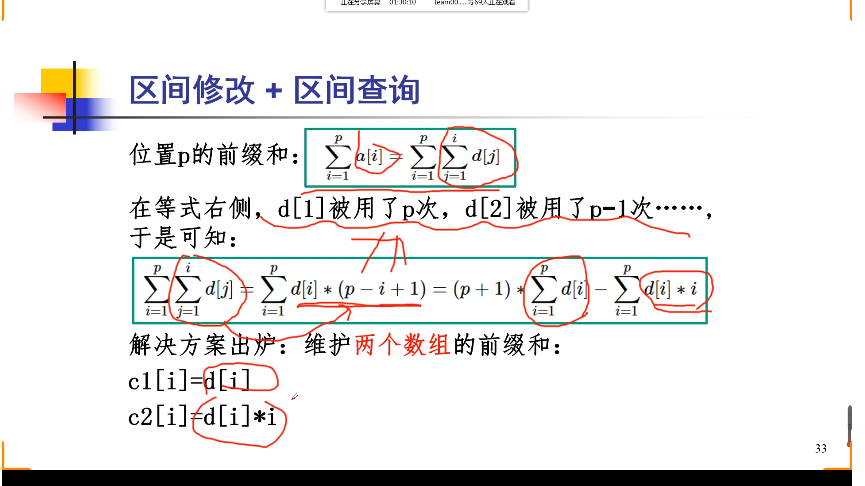 区间修改 + 区间查询
位置p的前缀和： $\sum_{i=1}^{p} a[i] = \sum_{i=1}^{p} \sum_{j=1}^{i} d[j]$
在等式右侧，d[1]被用了p次，d[2]被用了p-1次……，
于是可知：
$\sum_{i=1}^{p} \sum_{j=1}^{i} d[j] = \sum_{i=1}^{p} d[i] * (p - i + 1) = (p + 1) * \sum_{i=1}^{p} d[i] - \sum_{i=1}^{p} d[i] * i$
解决方案出炉：维护两个数组的前缀和：
c1[i]=d[i]
c2[i]=d[i]*i
33